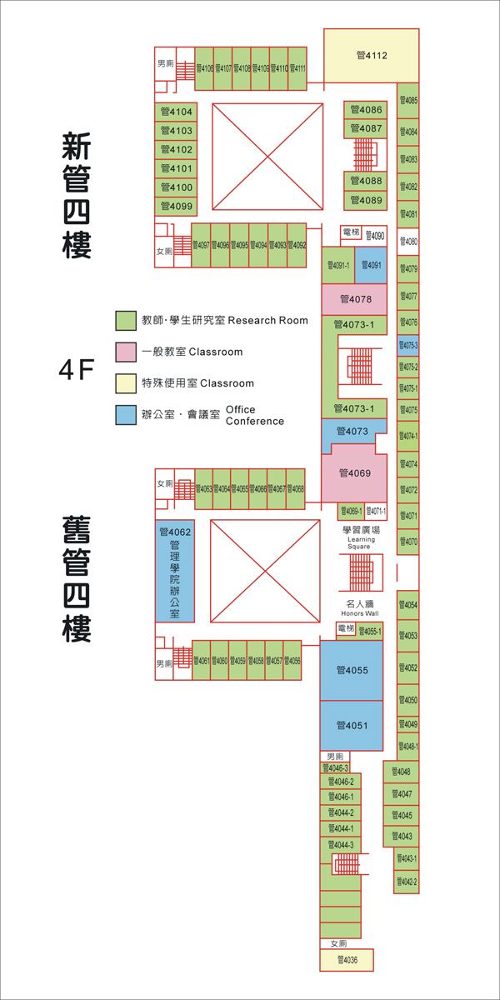 新管四樓
4F
舊管四樓
教師‧學生研究室 Research Room
一般教室 Classroom
特殊使用室 Classroom
辦公室‧會議室 Office
Conference
管4112
男廁
管4106
管4107
管4108
管4109
管4110
管4111
管4104
管4103
管4102
管4101
管4100
管4099
女廁
管4097
管4096
管4095
管4094
管4093
管4092
管4086
管4087
管4088
管4089
電梯
管4090
管4091-1
管4091
管4078
管4073-1
管4073-1
管4073
管4069
管4069-1
管4071-1
管4085
管4084
管4083
管4082
管4081
管4080
管4079
管4077
管4076
管4075-3
管4075-2
管4075-1
管4075
管4074-1
管4074
管4072
管4071
管4070
女廁
管4063
管4064
管4065
管4066
管4067
管4068
管4062
管理學院辦公室
男廁
管4061
管4060
管4059
管4058
管4057
管4056
學習廣場
Learning
Square
名人牆
Honors Wall
電梯
管4055-1
管4055
管4051
男廁
管4046-3
管4046-2
管4046-1
管4044-2
管4044-1
管4044-3
女廁
管4036
管4054
管4053
管4052
管4050
管4049
管4048-1
管4048
管4047
管4045
管4043
管4043-1
管4042-2